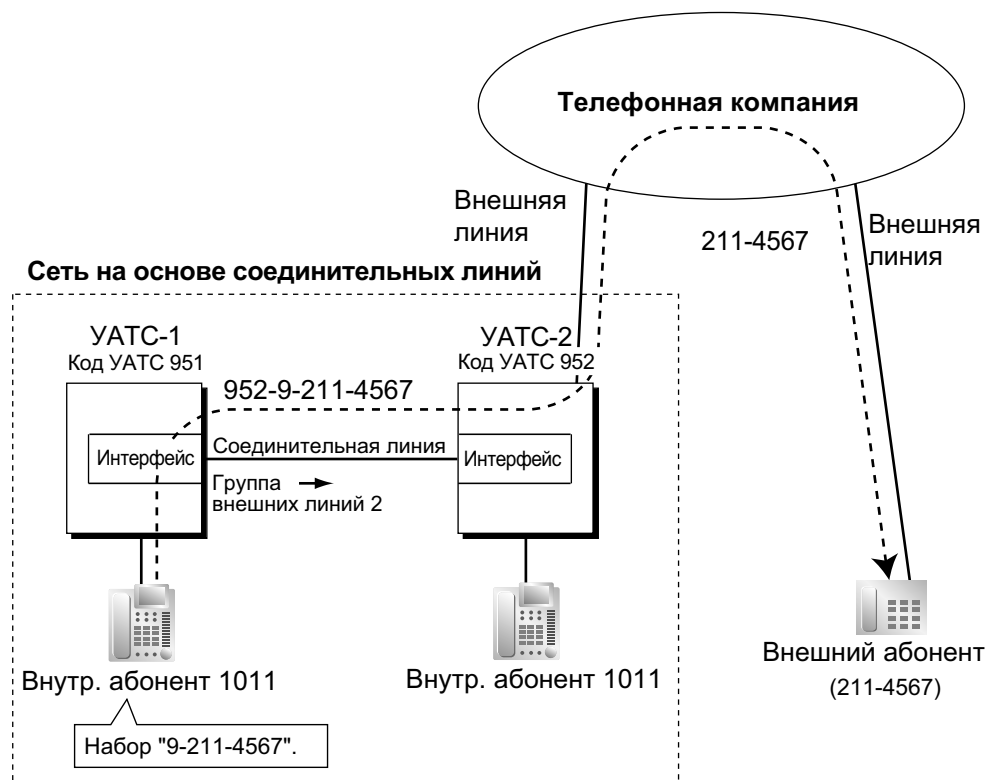 Телефонная компания
Внешняя
линия
211-4567
Внешняя
линия
Сеть на основе соединительных линий
УАТС-1
Код УАТС 951
УАТС-2
Код УАТС 952
952-9-211-4567
Интерфейс
Соединительная линия
Интерфейс
Группа
внешних линий 2
Внутр. абонент 1011
Внутр. абонент 1011
Внешний абонент
(211-4567)
Набор "9-211-4567".